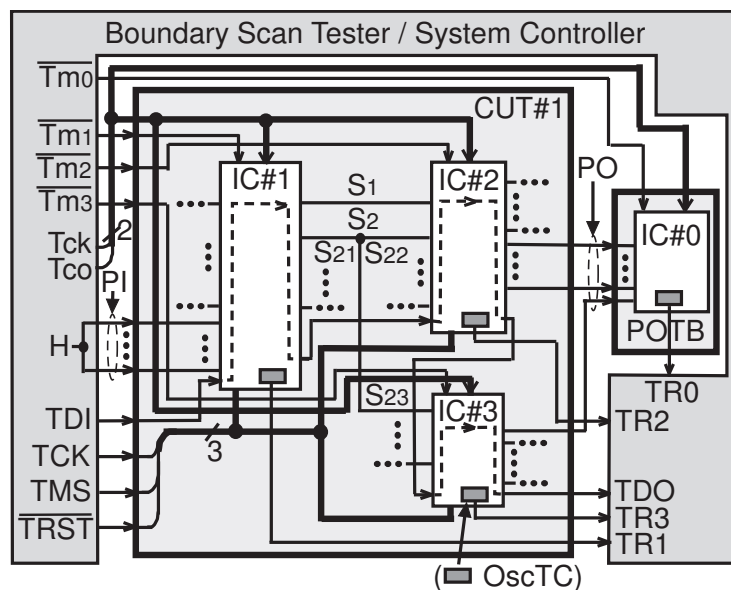 Boundary Scan Tester / System Controller
Tm0
CUT#1
Tm1
Tm2
Tm3
IC#1
IC#2
PO
S1
S2
S21
S22
IC#0
2
Tck
Tco
PI
H
POTB
TR0
S23
IC#3
TR2
TDI
3
TCK
TMS
TDO
TRST
TR3
TR1
( OscTC)